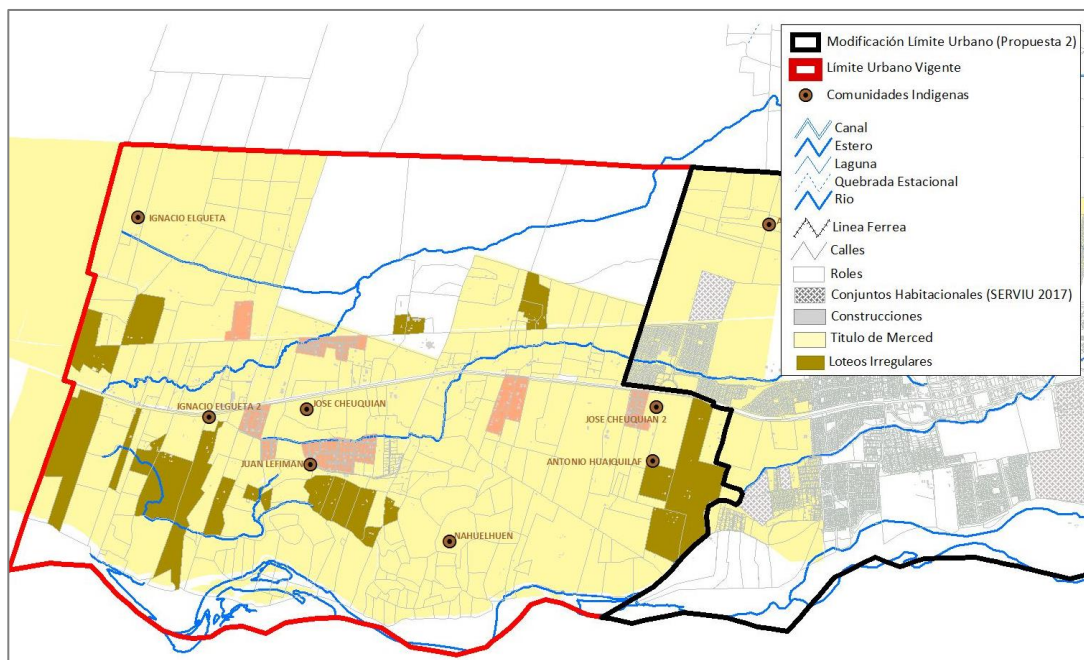 Modificación Límite Urbano (Propuesta 2)
Límite Urbano Vigente
Comunidades Indigenas
Canal
Estero
Laguna
Quebrada Estacional
Rio
Linea Ferrea
Calles
Roles
Conjuntos Habitacionales (SERVIU 2017)
Construcciones
Titulo de Merced
Loteos Irregulares
IGNACIO ELGUETA
IGNACIO ELGUETA 2
JOSE CHEUQUIAN
JOSE CHEUQUIAN 2
JUAN LEFIMAN
ANTONIO HUAIQUILAF
NAHUELHUEN